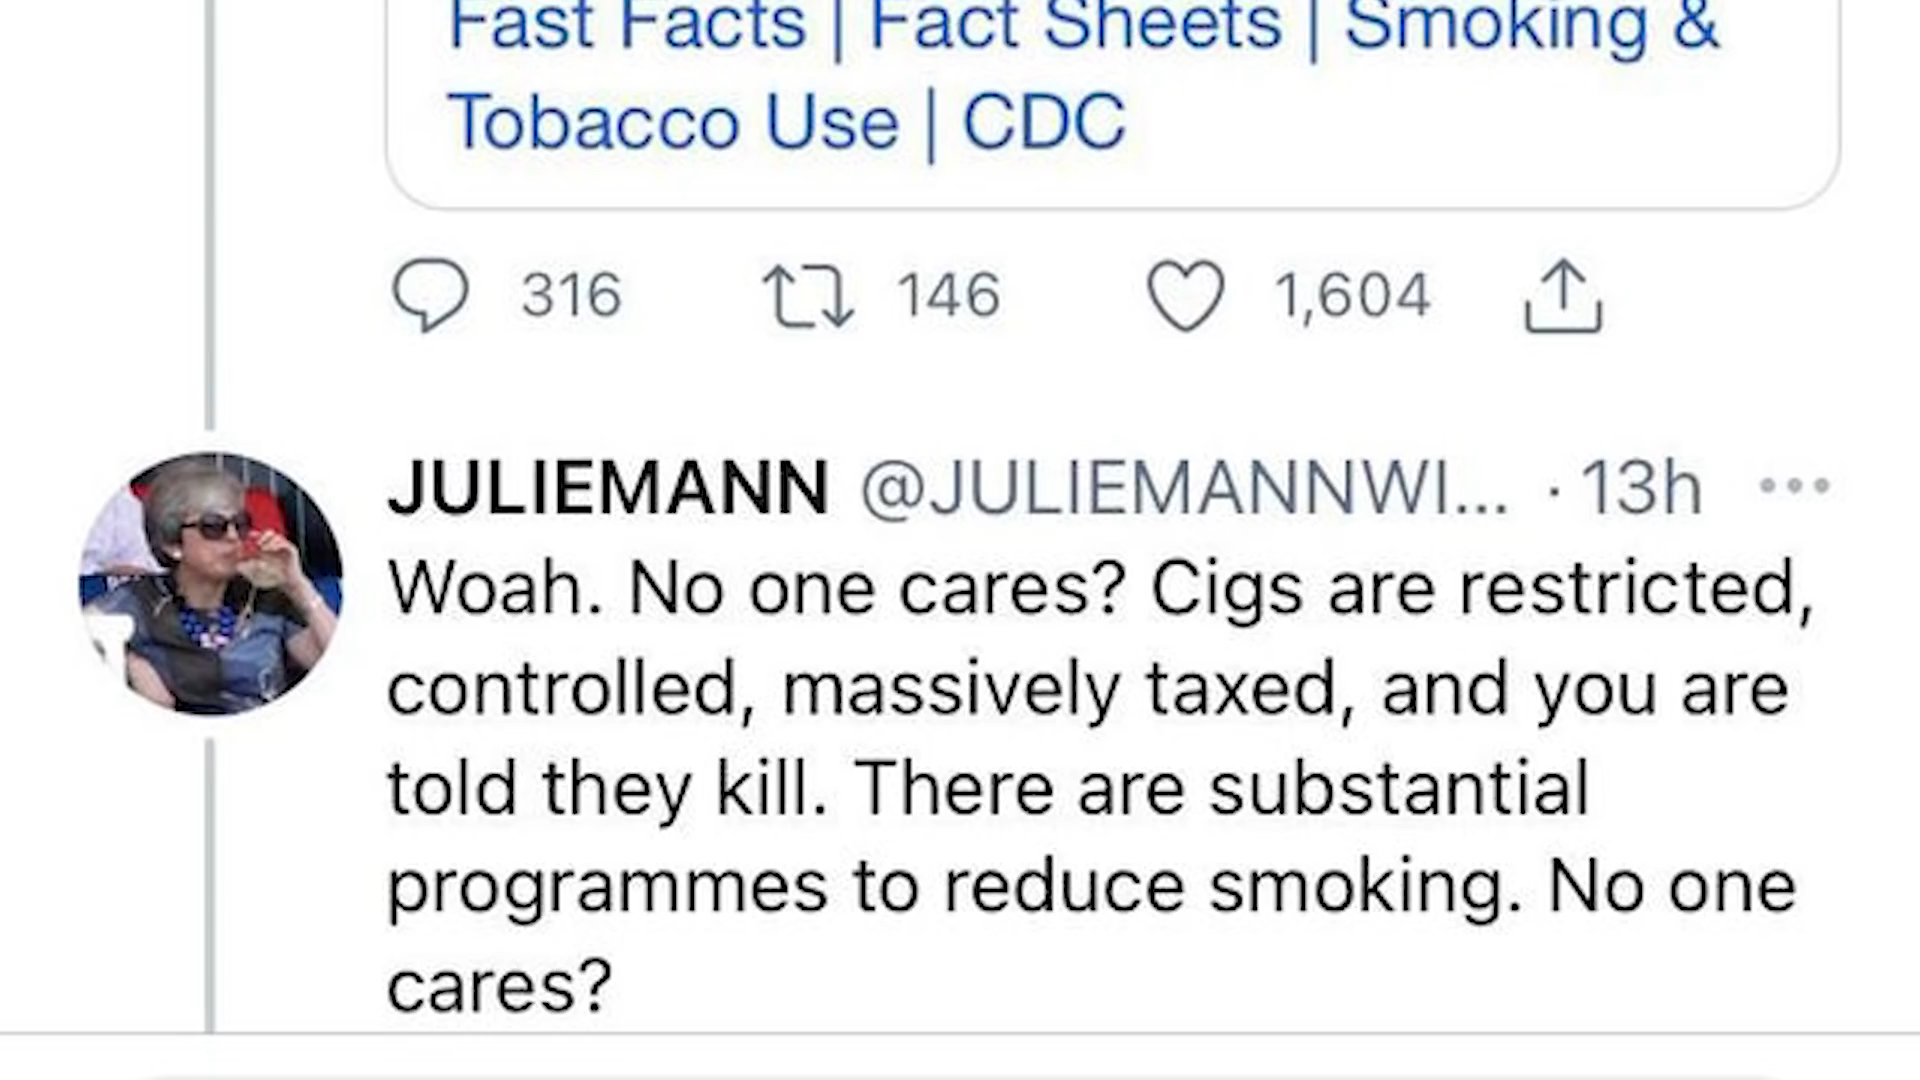 Fast Facts | Fact Sheets | Smoking &
Tobacco Use | CDC
316 146 1,604
JULIEMANN @JULIEMANNWI... · 13h
Woah. No one cares? Cigs are restricted,
controlled, massively taxed, and you are
told they kill. There are substantial
programmes to reduce smoking. No one
cares?